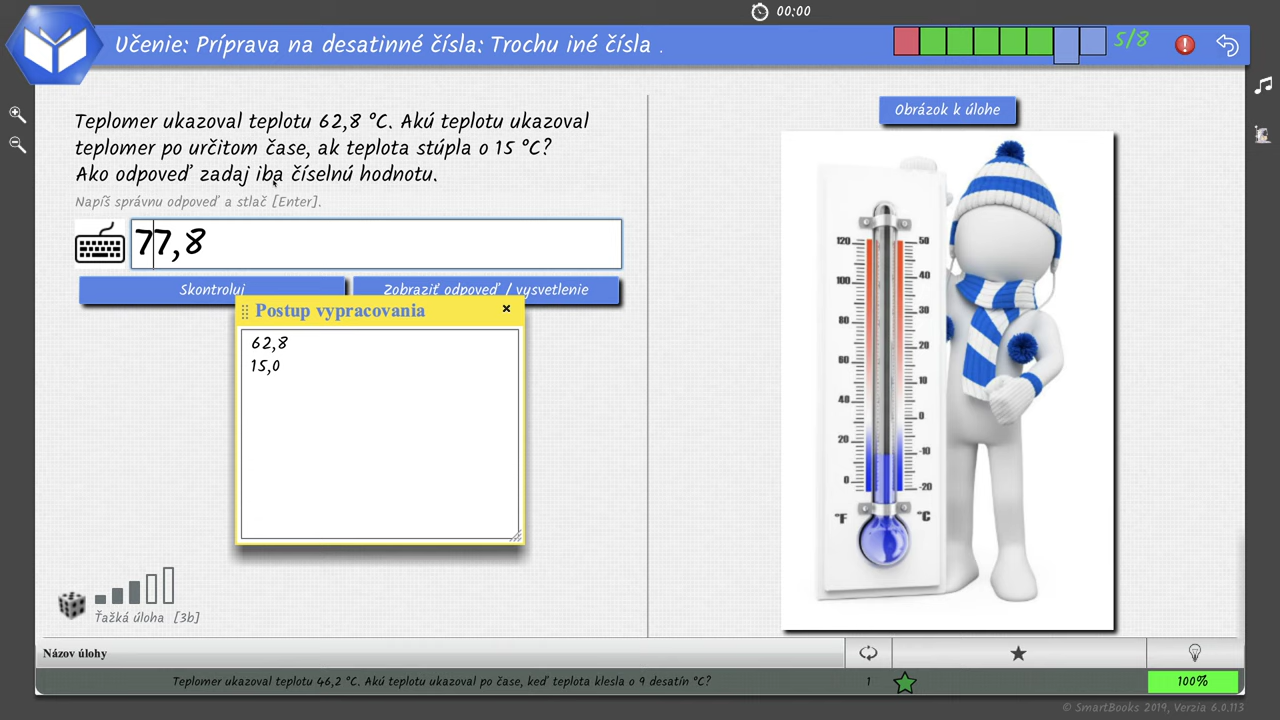 00:00
Učenie: Príprava na desatinné čísla: Trochu iné čísla .
5/8
Teplomer ukazoval teplotu 62,8 °C. Akú teplotu ukazoval
teplomer po určitom čase, ak teplota stúpla o 15 °C?
Ako odpoveď zadaj iba číselnú hodnotu.
Napíš správnu odpoveď a stlač [Enter].
77,8
Skontroluj
Zobraziť odpoveď / vysvetlenie
Postup vypracovania
62,8
15,0
Obrázok k úlohe
120
100
80
60
40
20
0
50
40
30
20
10
0
-10
-20
°F
°C
Ťažká úloha [3b]
Názov úlohy
Teplomer ukazoval teplotu 46,2 °C. Akú teplotu ukazoval po čase, keď teplota klesla o 9 desatín °C?
1
100%
© SmartBooks 2019, Verzia 6.0.113